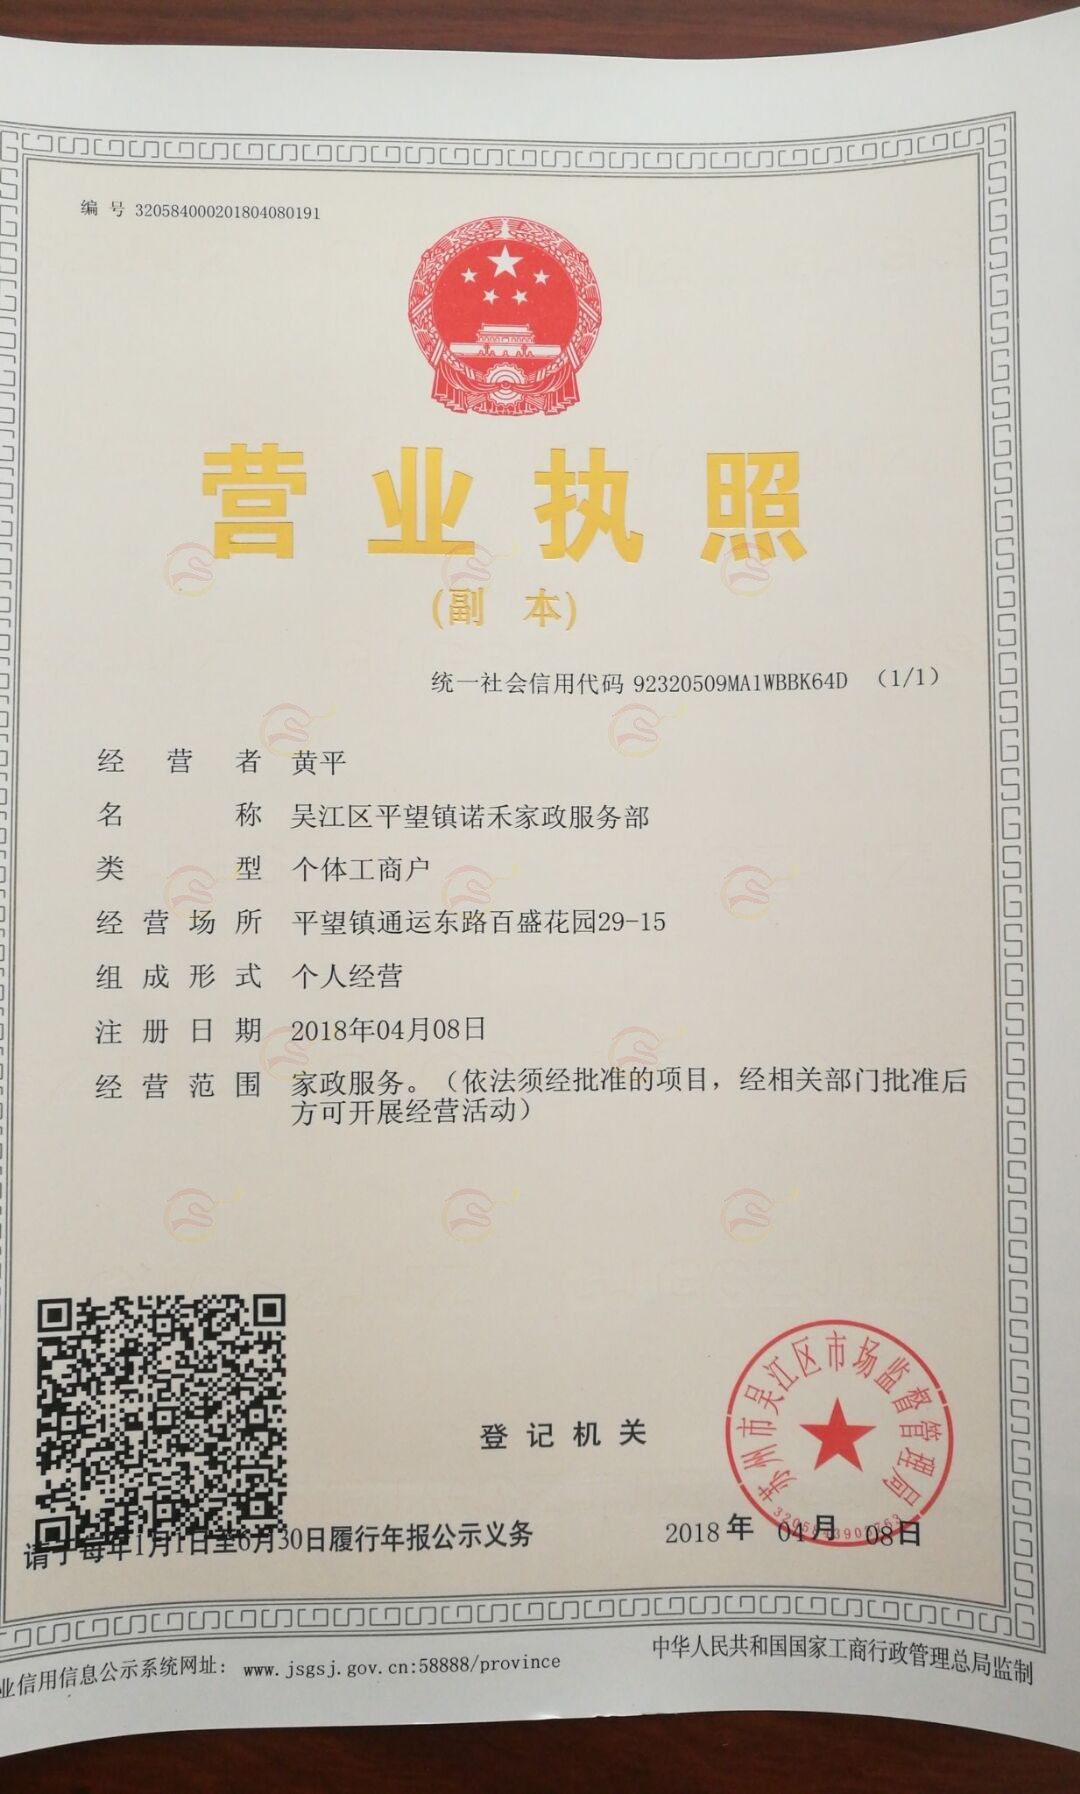 编 号 320584000201804080191
营业执照
(副 本)
统一社会信用代码 92320509MA1WBBK64D （1/1）
经营者 黄平
名称 吴江区平望镇诺禾家政服务部
类型 个体工商户
经营场所 平望镇通运东路百盛花园29-15
组成形式 个人经营
注册日期 2018年04月08日
经营范围 家政服务。（依法须经批准的项目，经相关部门批准后
方可开展经营活动）
苏州市吴江区市场监督管理局
登记机关
2018 年 04 月 08 日
请于每年1月1日至6月30日履行年报公示义务
业信用信息公示系统网址： www.jsgsj.gov.cn:58888/province
中华人民共和国国家工商行政管理总局监制